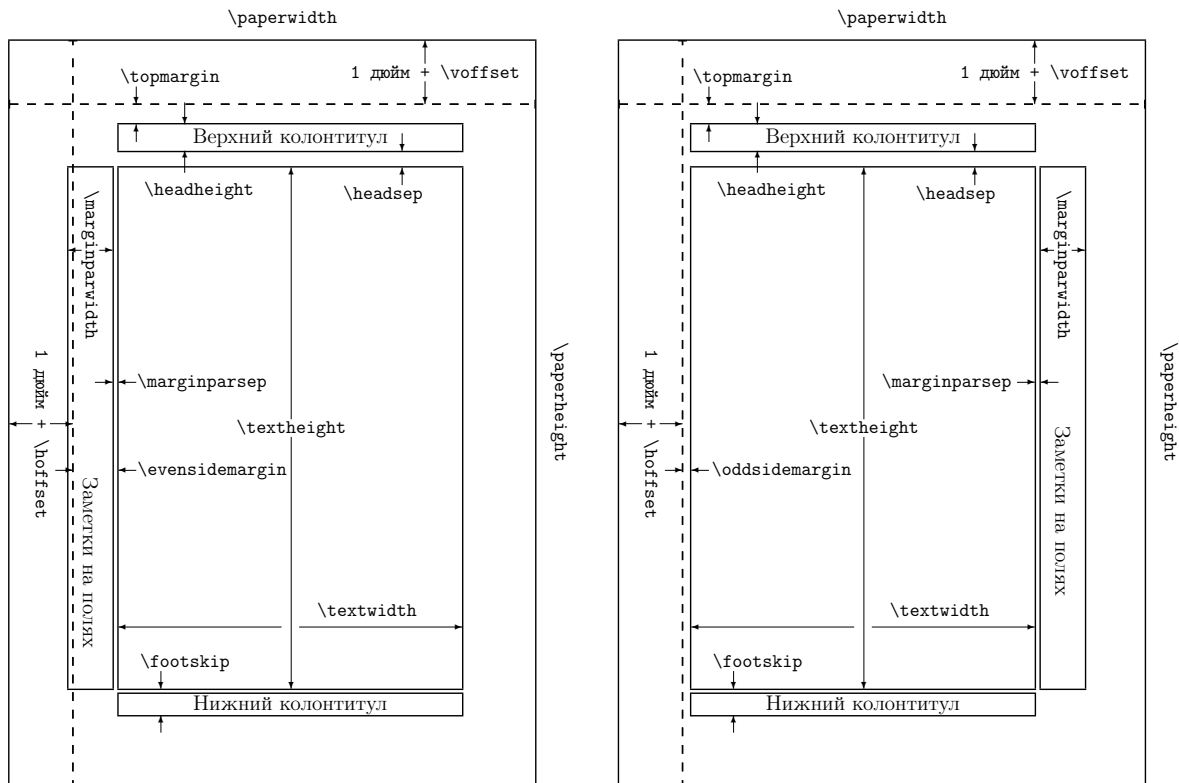 \paperwidth
1 дюйм + \voffset
\topmargin
Верхний колонтитул
\headheight
\headsep
\marginparwidth
1 дюйм + \hoffset
\marginparsep
\textheight
\evensidemargin
Заметки на полях
\paperheight
\textwidth
\footskip
Нижний колонтитул
\paperwidth
1 дюйм + \voffset
\topmargin
Верхний колонтитул
\headheight
\headsep
\marginparwidth
1 дюйм + \hoffset
\marginparsep
\textheight
\oddsidemargin
Заметки на полях
\paperheight
\textwidth
\footskip
Нижний колонтитул